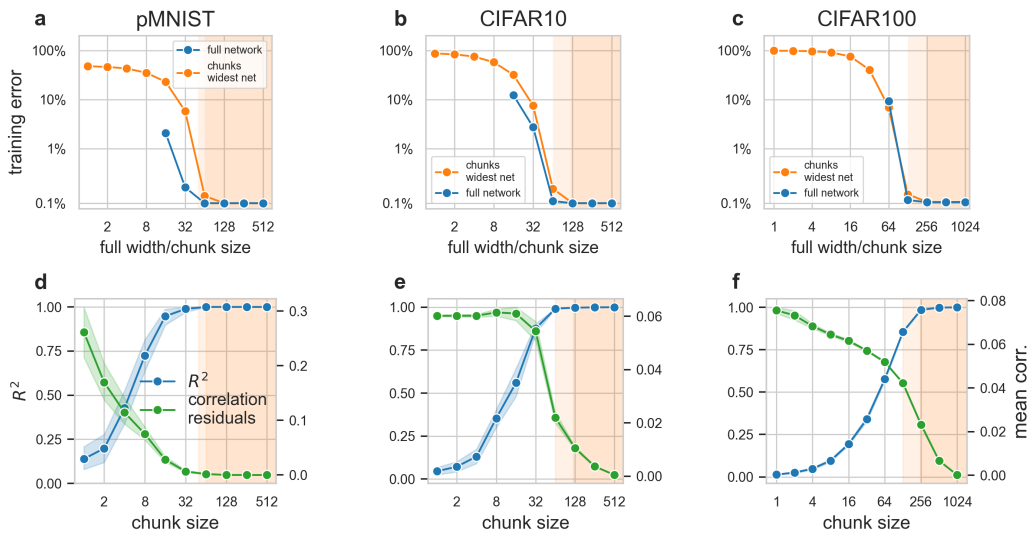 a pMNIST
100%
10%
1%
0.1%
training error
full network
chunks
widest net
2 8 32 128 512
full width/chunk size
b CIFAR10
100%
10%
1%
0.1%
chunks
widest net
full network
2 8 32 128 512
full width/chunk size
c CIFAR100
100%
10%
1%
0.1%
chunks
widest net
full network
1 4 16 64 256 1024
full width/chunk size
d
1.00
0.75
0.50
0.25
0.00
R²
0.3
0.2
0.1
0.0
R²
correlation
residuals
2 8 32 128 512
chunk size
e
1.00
0.75
0.50
0.25
0.00
0.06
0.04
0.02
0.00
2 8 32 128 512
chunk size
f
1.00
0.75
0.50
0.25
0.00
0.08
0.06
0.04
0.02
0.00
mean corr.
1 4 16 64 256 1024
chunk size